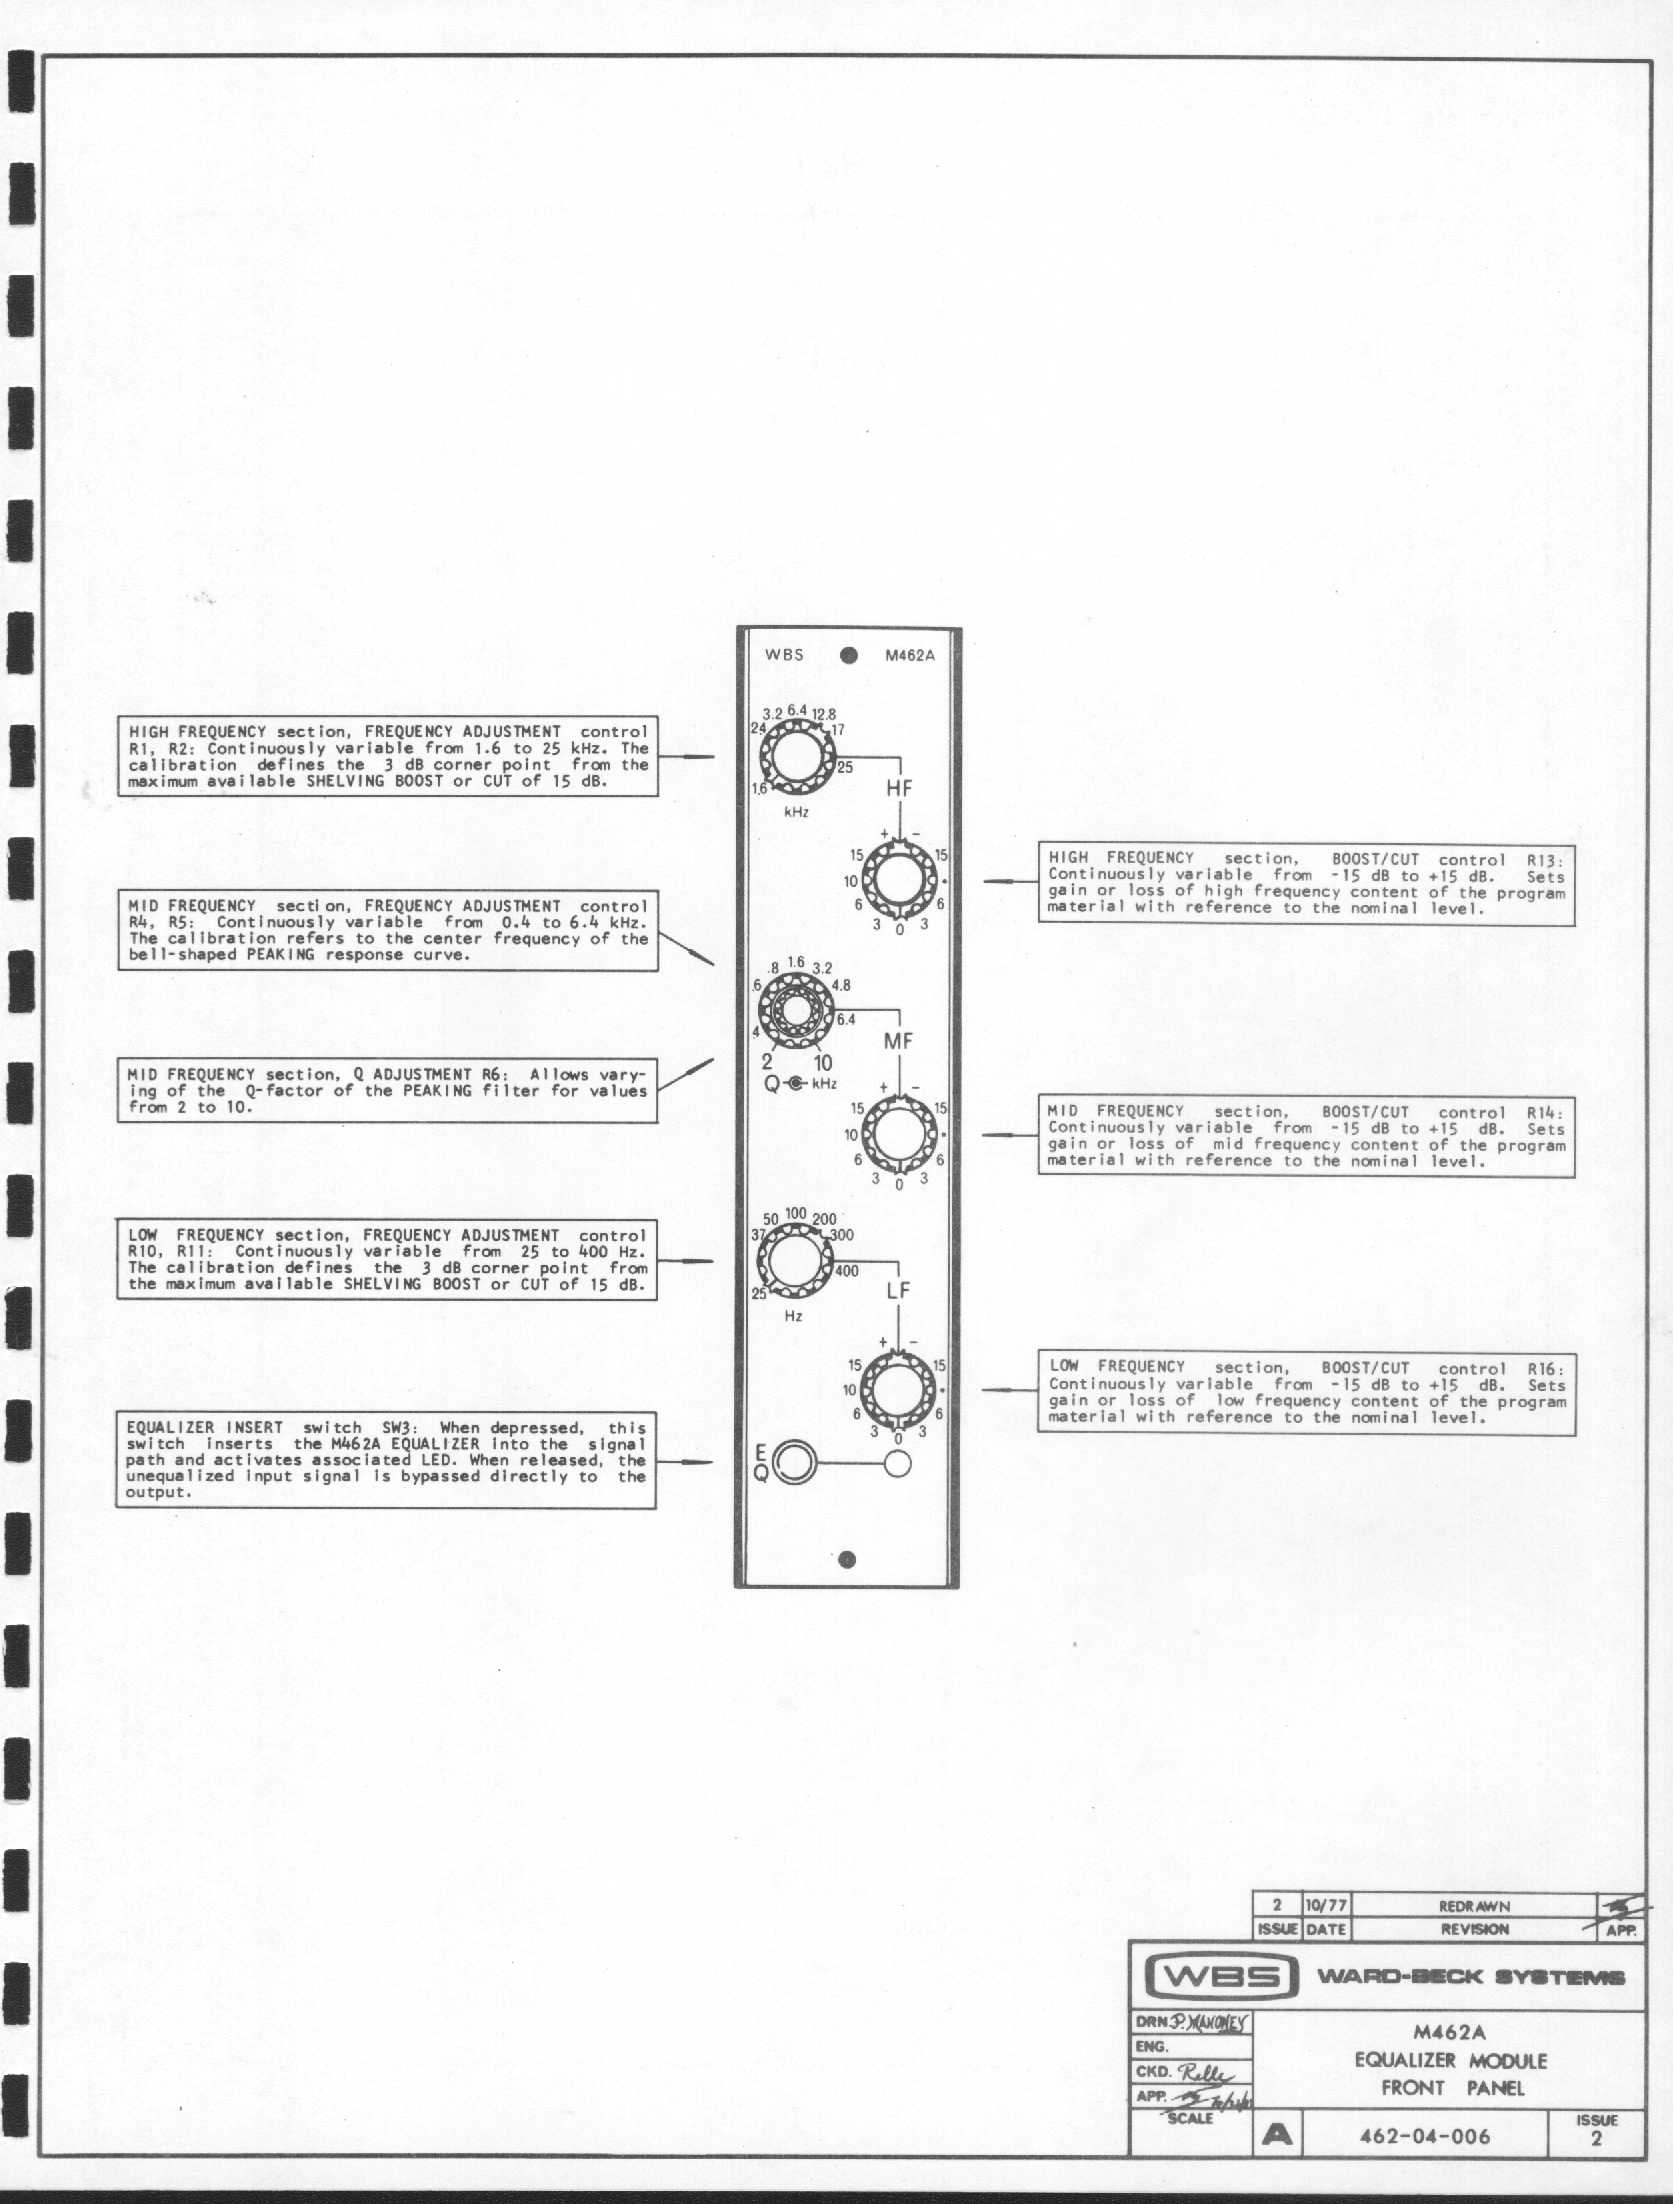 WBS M462A
3.2 6.4 12.8
2.4 17
25
1.6
kHz
HF
+ -
15 15
10 •
6 6
3 0 3
.8 1.6 3.2
.6 4.8
.4 6.4
2 10
Q kHz
MF
+ -
15 15
10 •
6 6
3 0 3
50 100 200
37 300
400
25
Hz
LF
+ -
15 15
10 •
6 6
3 0 3
E
Q
HIGH FREQUENCY section, FREQUENCY ADJUSTMENT control
R1, R2: Continuously variable from 1.6 to 25 kHz. The
calibration defines the 3 dB corner point from the
maximum available SHELVING BOOST or CUT of 15 dB.
MID FREQUENCY section, FREQUENCY ADJUSTMENT control
R4, R5: Continuously variable from 0.4 to 6.4 kHz.
The calibration refers to the center frequency of the
bell-shaped PEAKING response curve.
MID FREQUENCY section, Q ADJUSTMENT R6: Allows vary-
ing of the Q-factor of the PEAKING filter for values
from 2 to 10.
LOW FREQUENCY section, FREQUENCY ADJUSTMENT control
R10, R11: Continuously variable from 25 to 400 Hz.
The calibration defines the 3 dB corner point from
the maximum available SHELVING BOOST or CUT of 15 dB.
EQUALIZER INSERT switch SW3: When depressed, this
switch inserts the M462A EQUALIZER into the signal
path and activates associated LED. When released, the
unequalized input signal is bypassed directly to the
output.
HIGH FREQUENCY section, BOOST/CUT control R13:
Continuously variable from -15 dB to +15 dB. Sets
gain or loss of high frequency content of the program
material with reference to the nominal level.
MID FREQUENCY section, BOOST/CUT control R14:
Continuously variable from -15 dB to +15 dB. Sets
gain or loss of mid frequency content of the program
material with reference to the nominal level.
LOW FREQUENCY section, BOOST/CUT control R16:
Continuously variable from -15 dB to +15 dB. Sets
gain or loss of low frequency content of the program
material with reference to the nominal level.
2 10/77 REDRAWN
ISSUE DATE REVISION APP.
WBS WARD-BECK SYSTEMS
DRN. P. MAHONEY
ENG.
CKD.
APP.
SCALE
M462A
EQUALIZER MODULE
FRONT PANEL
A 462-04-006
ISSUE
2